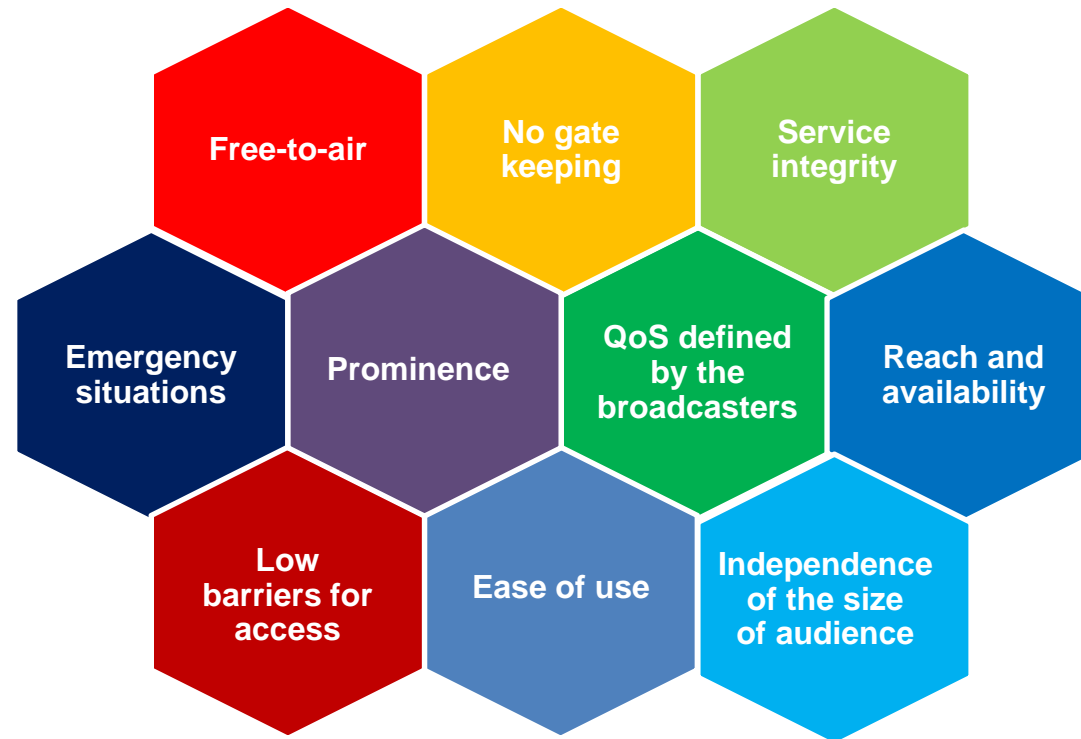 Free-to-air
No gate
keeping
Service
integrity
Emergency
situations
Prominence
QoS defined
by the
broadcasters
Reach and
availability
Low
barriers for
access
Ease of use
Independence
of the size
of audience